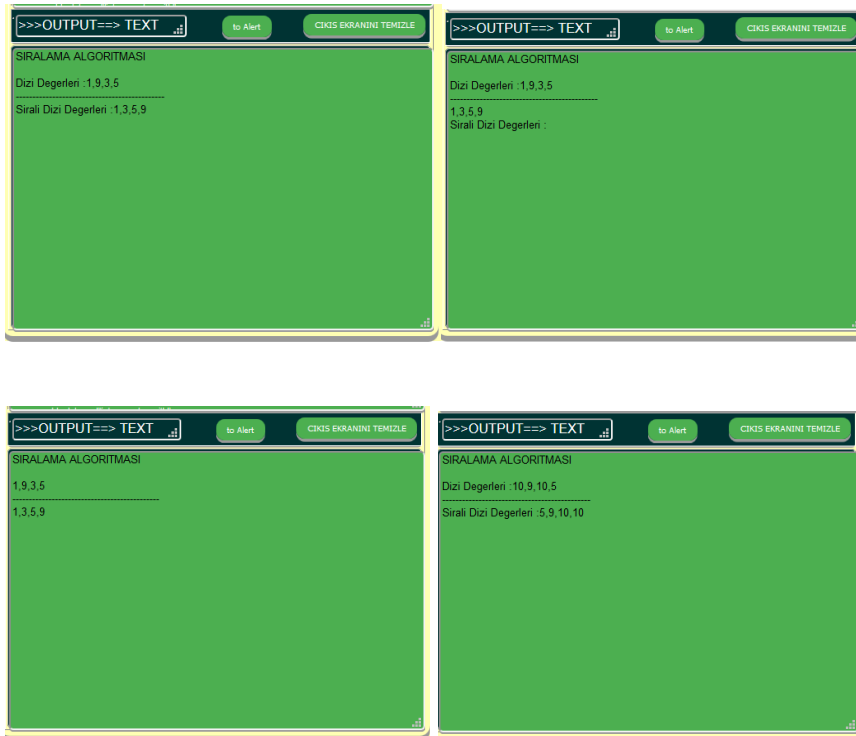 >>>OUTPUT==> TEXT to Alert CIKIS EKRANINI TEMIZLE
SIRALAMA ALGORITMASI
Dizi Degerleri :1,9,3,5
------------------------------------------
Sirali Dizi Degerleri :1,3,5,9
>>>OUTPUT==> TEXT to Alert CIKIS EKRANINI TEMIZLE
SIRALAMA ALGORITMASI
Dizi Degerleri :1,9,3,5
------------------------------------------
1,3,5,9
Sirali Dizi Degerleri :
>>>OUTPUT==> TEXT to Alert CIKIS EKRANINI TEMIZLE
SIRALAMA ALGORITMASI
1,9,3,5
------------------------------------------
1,3,5,9
>>>OUTPUT==> TEXT to Alert CIKIS EKRANINI TEMIZLE
SIRALAMA ALGORITMASI
Dizi Degerleri :10,9,10,5
------------------------------------------
Sirali Dizi Degerleri :5,9,10,10